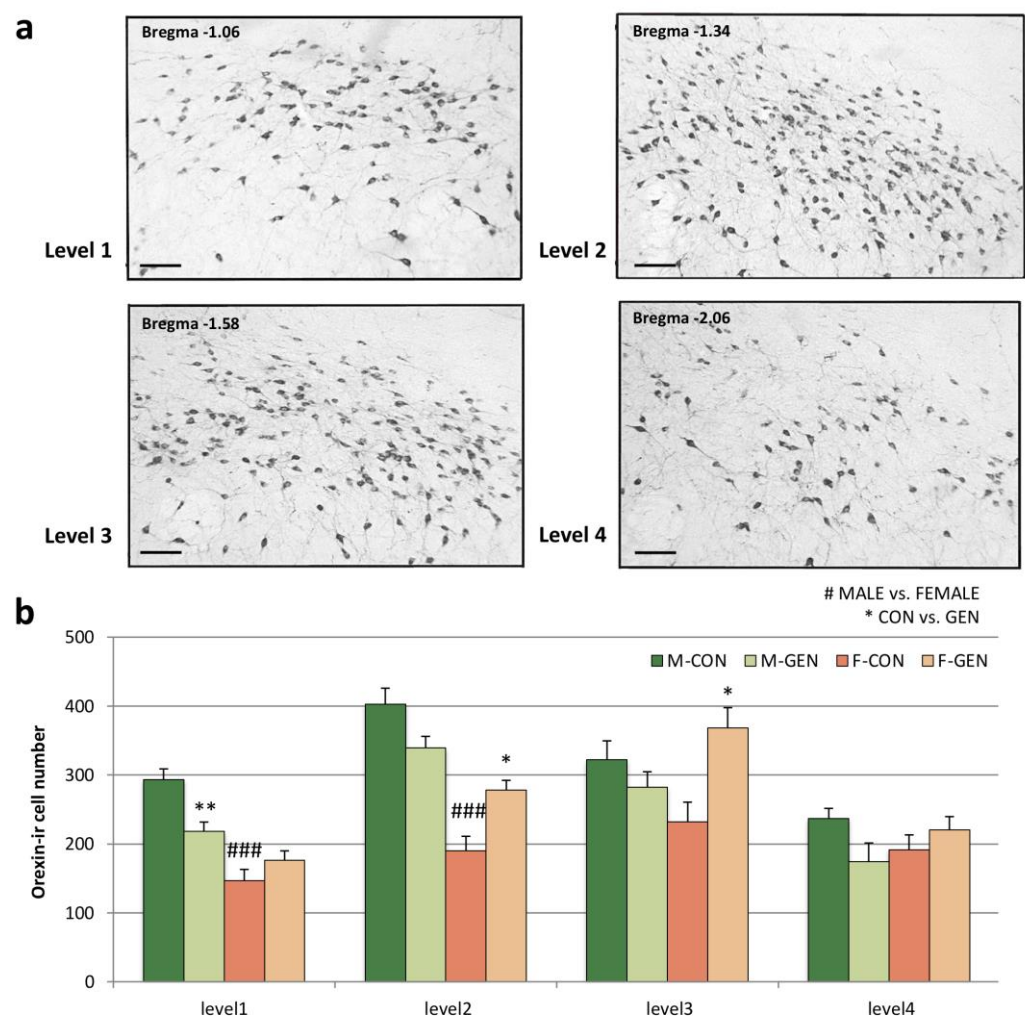 a
Bregma -1.06
Bregma -1.34
Level 1
Level 2
Bregma -1.58
Bregma -2.06
Level 3
Level 4
# MALE vs. FEMALE
* CON vs. GEN
b
500
M-CON M-GEN F-CON F-GEN
*
400
*
300
**
###
###
200
100
0
Orexin-ir cell number
level1 level2 level3 level4